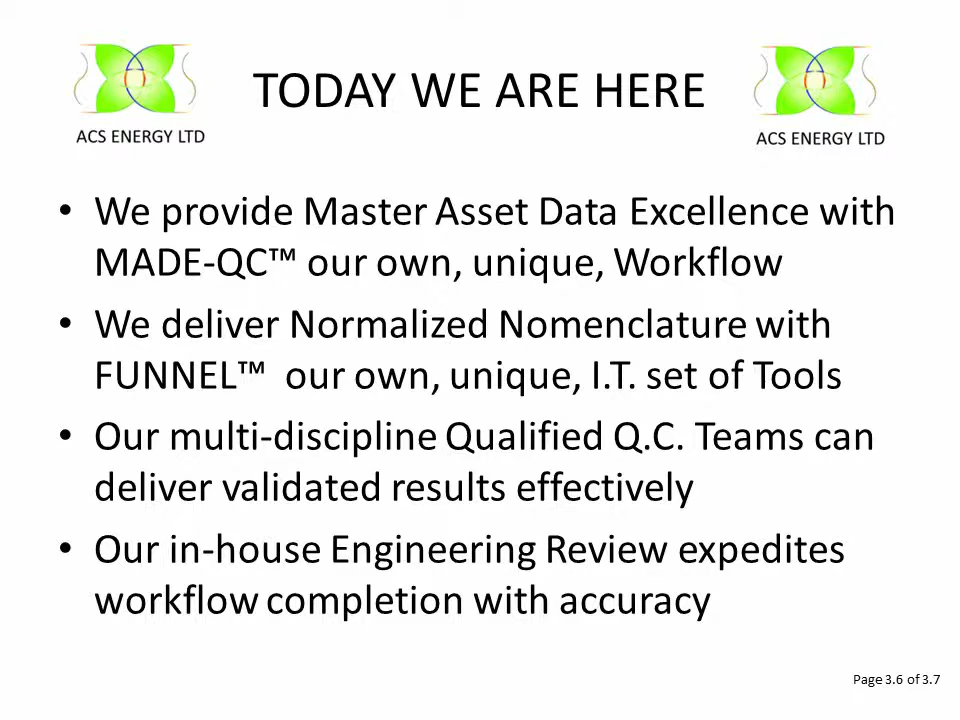 TODAY WE ARE HERE
ACS ENERGY LTD
ACS ENERGY LTD
• We provide Master Asset Data Excellence with
MADE-QC™ our own, unique, Workflow
• We deliver Normalized Nomenclature with
FUNNEL™  our own, unique, I.T. set of Tools
• Our multi-discipline Qualified Q.C. Teams can
deliver validated results effectively
• Our in-house Engineering Review expedites
workflow completion with accuracy
Page 3.6 of 3.7